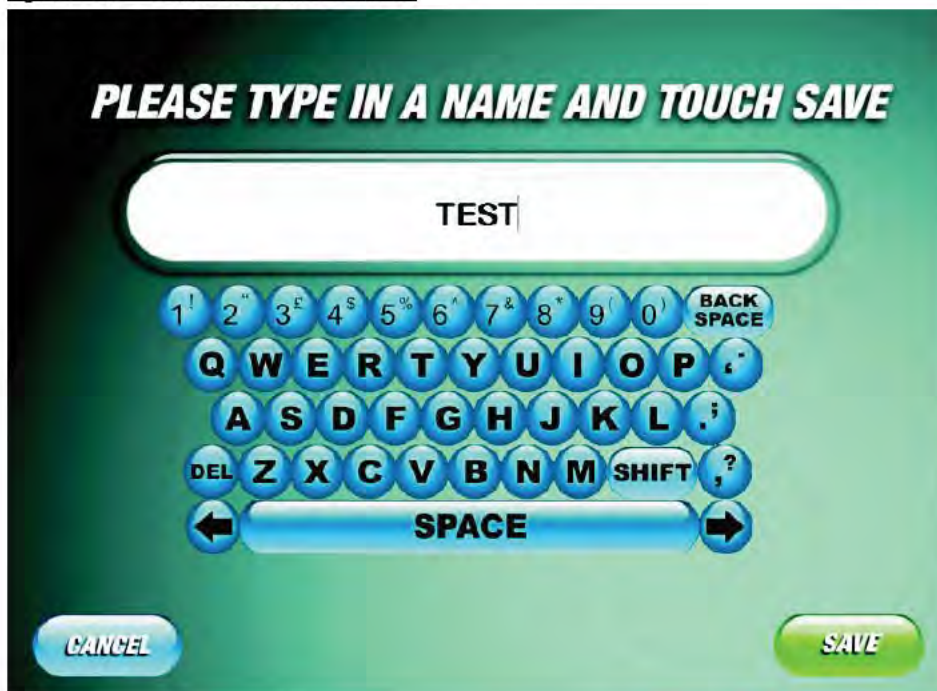 PLEASE TYPE IN A NAME AND TOUCH SAVE
TEST
1! 2" 3£ 4$ 5% 6^ 7& 8* 9( 0) BACK SPACE
Q W E R T Y U I O P
A S D F G H J K L .;
DEL Z X C V B N M SHIFT ,?
SPACE
CANCEL SAVE